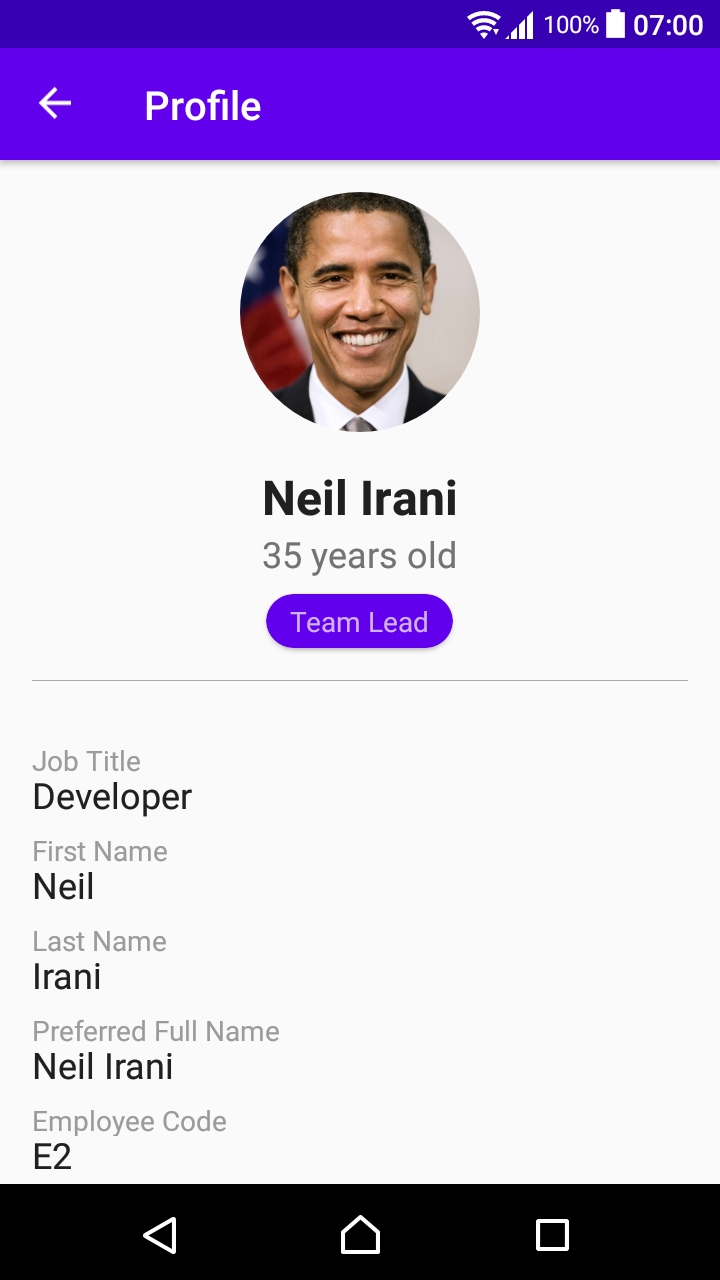 100% 07:00
Profile
Neil Irani
35 years old
Team Lead
Job Title
Developer
First Name
Neil
Last Name
Irani
Preferred Full Name
Neil Irani
Employee Code
E2